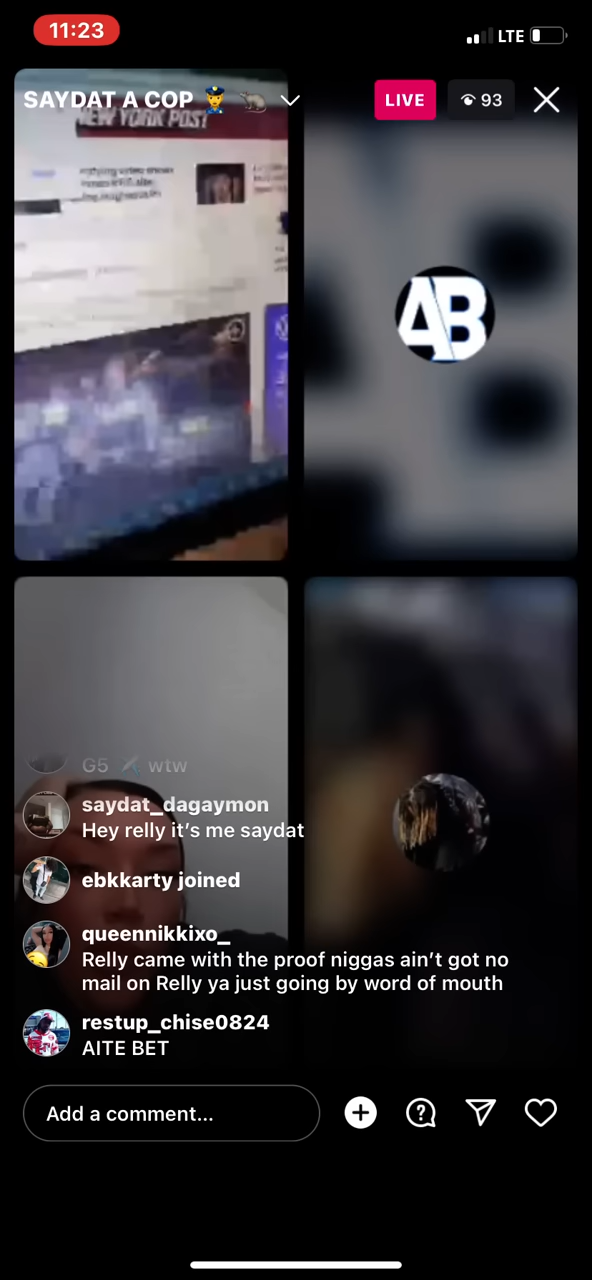 11:23
LTE
SAYDAT A COP 👮 🐀
LIVE
93
NEW YORK POST
AB
G5 wtw
saydat_dagaymon
Hey relly it’s me saydat
ebkkarty joined
queennikkixo_
Relly came with the proof niggas ain’t got no
mail on Relly ya just going by word of mouth
restup_chise0824
AITE BET
Add a comment...